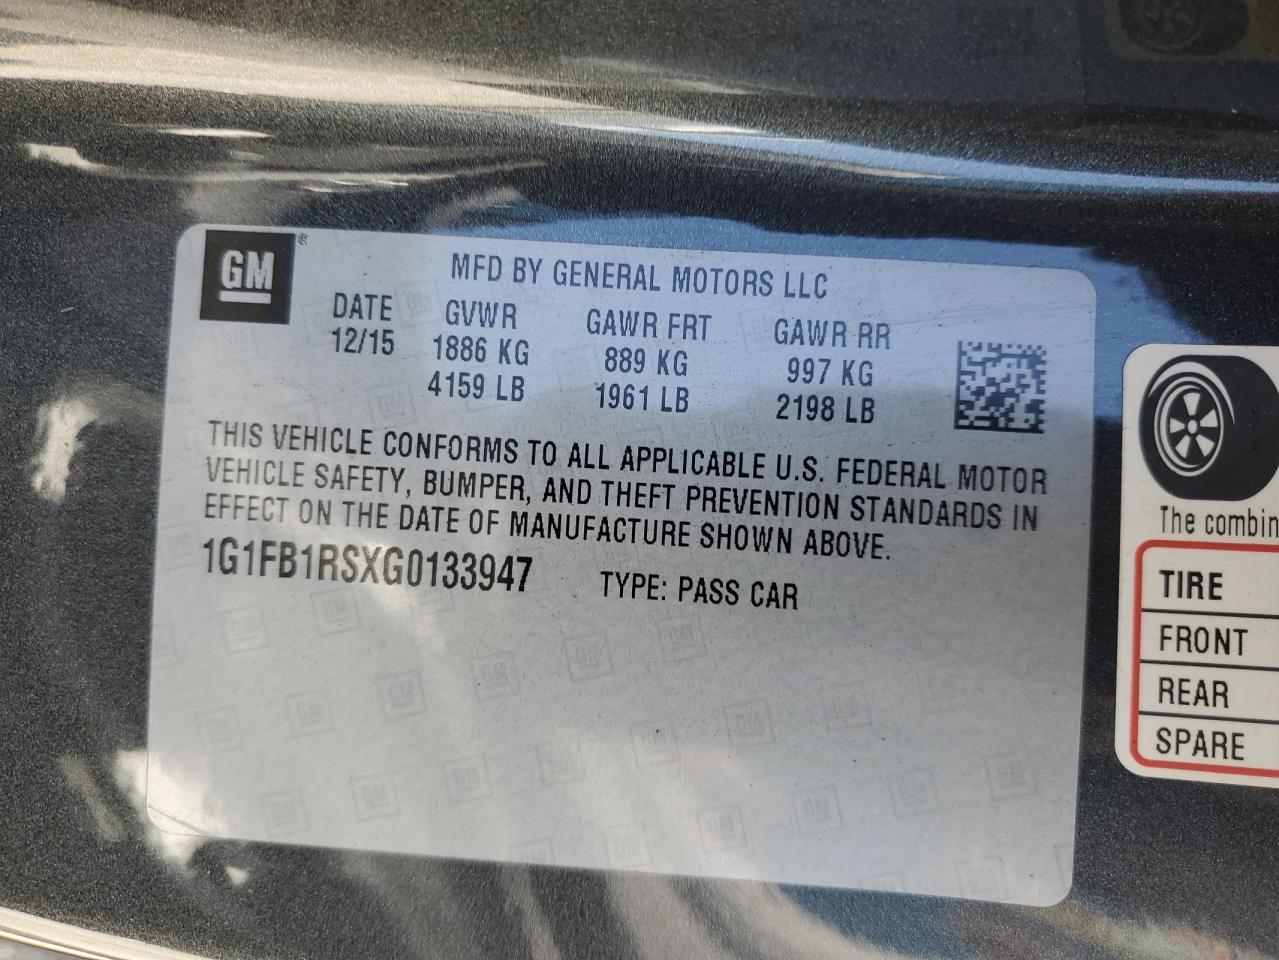 GM ®
MFD BY GENERAL MOTORS LLC
DATE GVWR GAWR FRT GAWR RR
12/15 1886 KG 889 KG 997 KG
4159 LB 1961 LB 2198 LB
THIS VEHICLE CONFORMS TO ALL APPLICABLE U.S. FEDERAL MOTOR
VEHICLE SAFETY, BUMPER, AND THEFT PREVENTION STANDARDS IN
EFFECT ON THE DATE OF MANUFACTURE SHOWN ABOVE.
1G1FB1RSXG0133947 TYPE: PASS CAR
The combin
TIRE
FRONT
REAR
SPARE